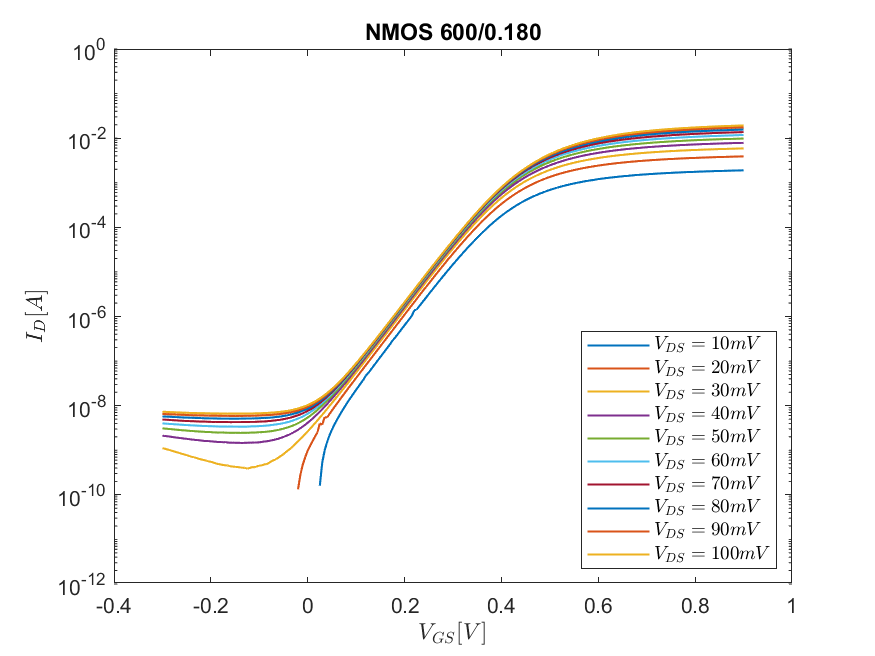 NMOS 600/0.180
10^0
10^-2
10^-4
10^-6
10^-8
10^-10
10^-12
I_D[A]
-0.4 -0.2 0 0.2 0.4 0.6 0.8 1
V_GS[V]
V_DS = 10mV
V_DS = 20mV
V_DS = 30mV
V_DS = 40mV
V_DS = 50mV
V_DS = 60mV
V_DS = 70mV
V_DS = 80mV
V_DS = 90mV
V_DS = 100mV